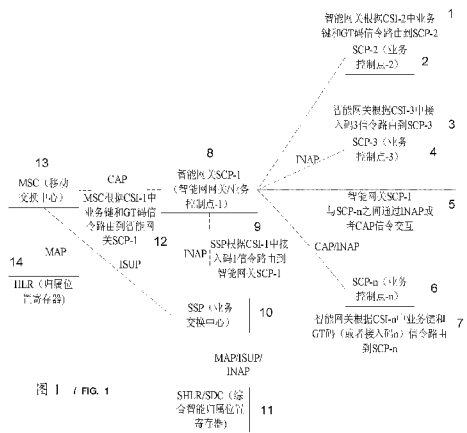 1
智能网关根据CSI-2中业务
键和GT码信令路由到SCP-2
SCP-2（业务
控制点-2）
2
智能网关根据CSI-3中接
入码3信令路由到SCP-3
3
INAP
SCP-3（业务
控制点-3）
4
13
8
MSC（移动
交换中心）
CAP
智能网关SCP-1
（智能网关/业务
控制点-1）
MSC根据CSI-1中
业务键和GT码信
令路由到智能网
关SCP-1
智能网关SCP-1
与SCP-n之间通过INAP或
者CAP信令交互
5
9
INAP
12
SSP根据CSI-1中接
入码1信令路由到
智能网关SCP-1
CAP/INAP
MAP
ISUP
14
HLR（归属位
置寄存器）
SCP-n（业务
控制点-n）
6
SSP（业务
交换中心）
10
智能网关根据CSI-n中业务键和
GT码（或者接入码n）信令路由
到SCP-n
7
MAP/ISUP/
INAP
图 1 / FIG. 1
SHLR/SDC（综
合智能归属位置
寄存器）
11